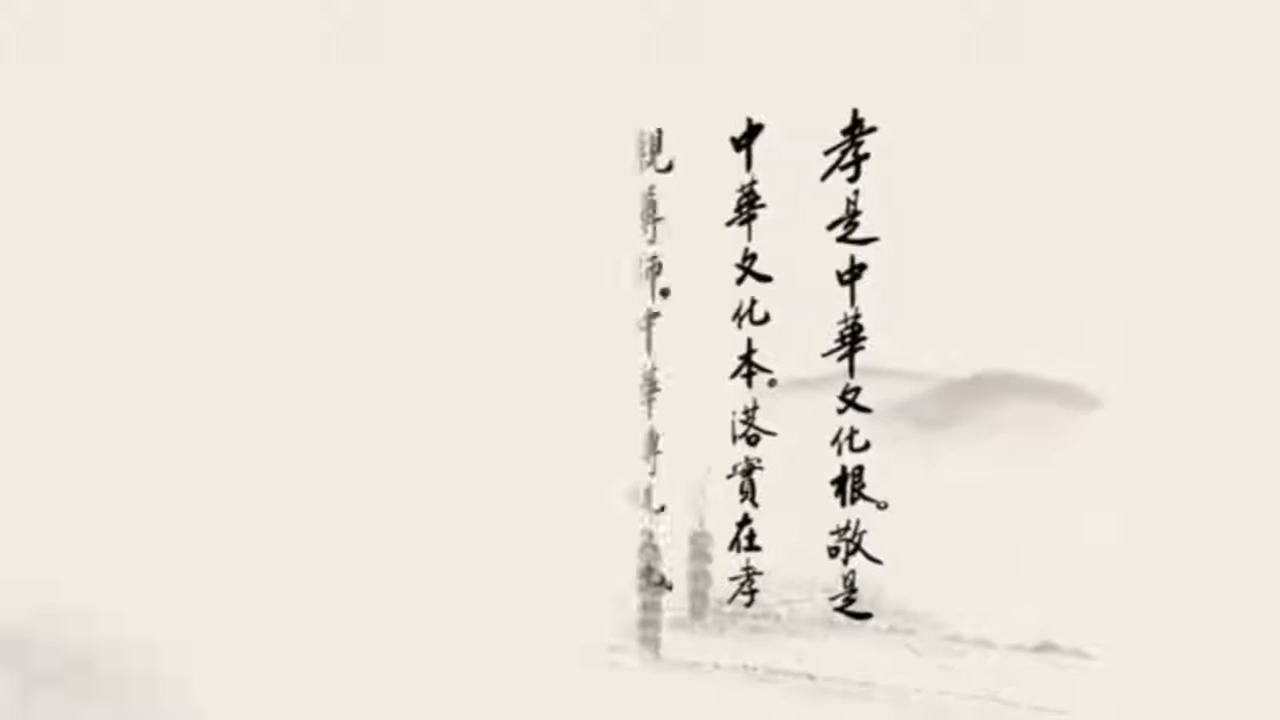 孝是中華文化根。敬是
中華文化本。落實在孝
親尊師。中華